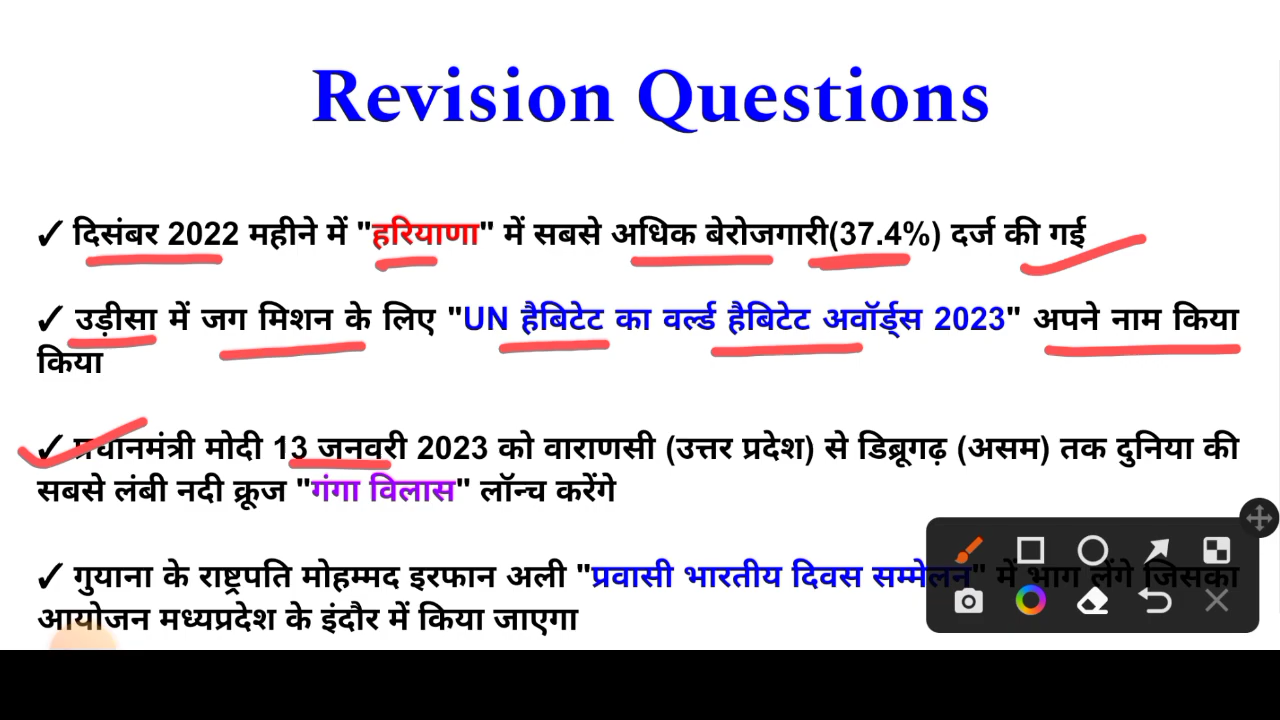 Revision Questions
✓ दिसंबर 2022 महीने में "हरियाणा" में सबसे अधिक बेरोजगारी(37.4%) दर्ज की गई
✓ उड़ीसा में जग मिशन के लिए "UN हैबिटेट का वर्ल्ड हैबिटेट अवॉर्ड्स 2023" अपने नाम किया
किया
✓ प्रधानमंत्री मोदी 13 जनवरी 2023 को वाराणसी (उत्तर प्रदेश) से डिब्रूगढ़ (असम) तक दुनिया की
सबसे लंबी नदी क्रूज "गंगा विलास" लॉन्च करेंगे
✓ गुयाना के राष्ट्रपति मोहम्मद इरफान अली "प्रवासी भारतीय दिवस सम्मेलन" में भाग लेंगे जिसका
आयोजन मध्यप्रदेश के इंदौर में किया जाएगा